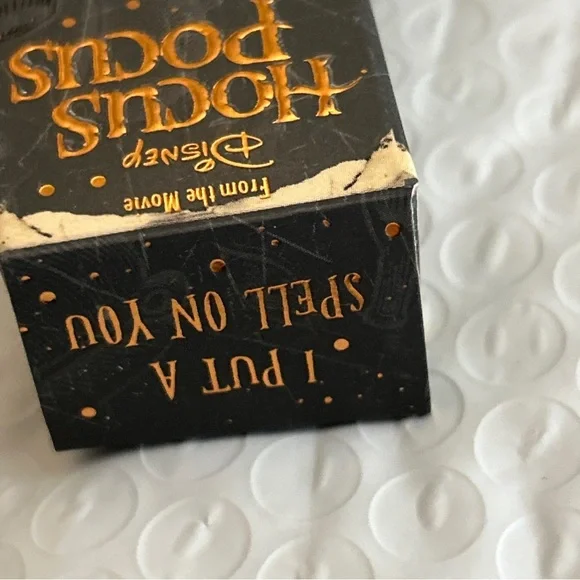 I PUT A
SPELL ON YOU
From the Movie
Disney
HOCUS
POCUS